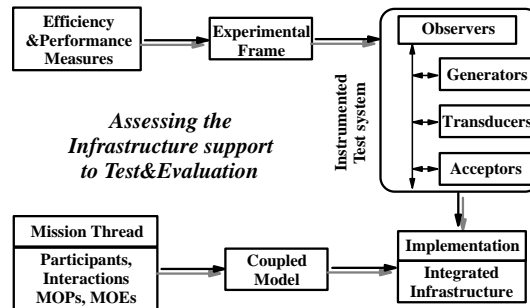 Efficiency
&Performance
Measures
Experimental
Frame
Observers
Generators
Transducers
Acceptors
Instrumented
Test system
Assessing the
Infrastructure support
to Test&Evaluation
Mission Thread
Participants,
Interactions
MOPs, MOEs
Coupled
Model
Implementation
Integrated
Infrastructure